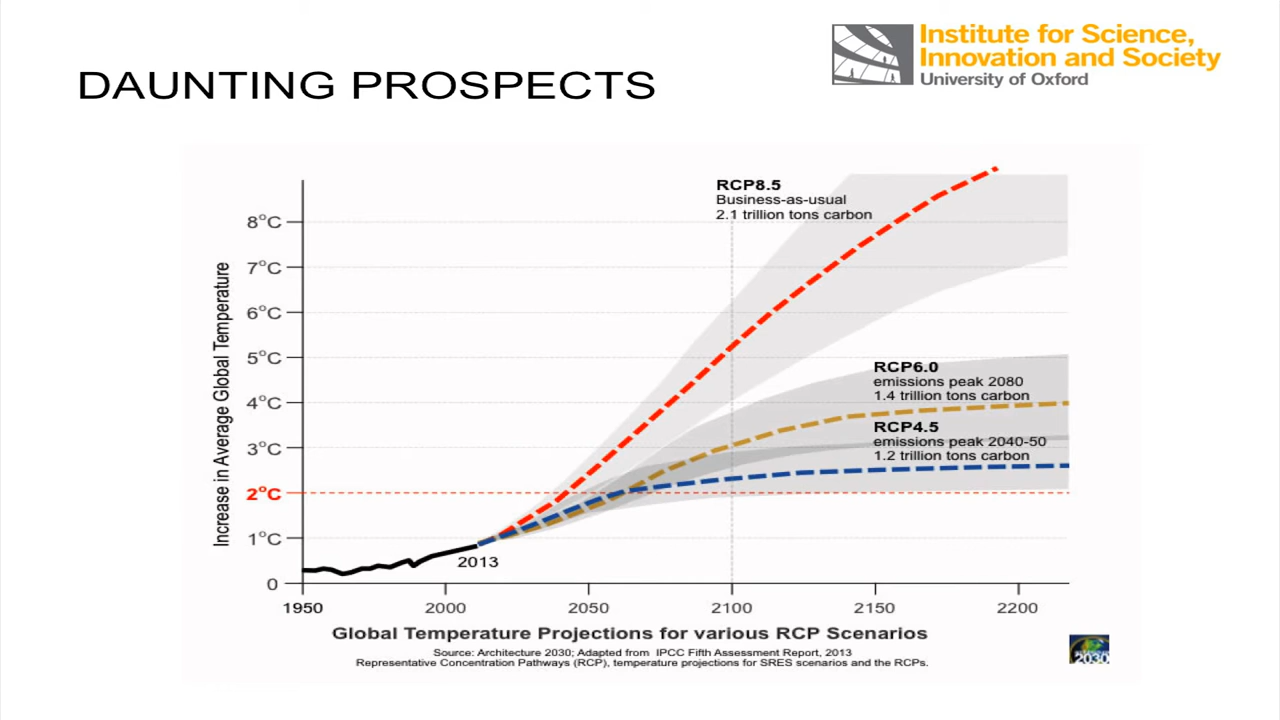 Institute for Science,
Innovation and Society
University of Oxford
DAUNTING PROSPECTS
RCP8.5
Business-as-usual
2.1 trillion tons carbon
8°C
7°C
6°C
5°C
4°C
3°C
2°C
1°C
0
Increase in Average Global Temperature
RCP6.0
emissions peak 2080
1.4 trillion tons carbon
RCP4.5
emissions peak 2040-50
1.2 trillion tons carbon
2013
1950 2000 2050 2100 2150 2200
Global Temperature Projections for various RCP Scenarios
Source: Architecture 2030; Adapted from IPCC Fifth Assessment Report, 2013
Representative Concentration Pathways (RCP), temperature projections for SRES scenarios and the RCPs.
2030